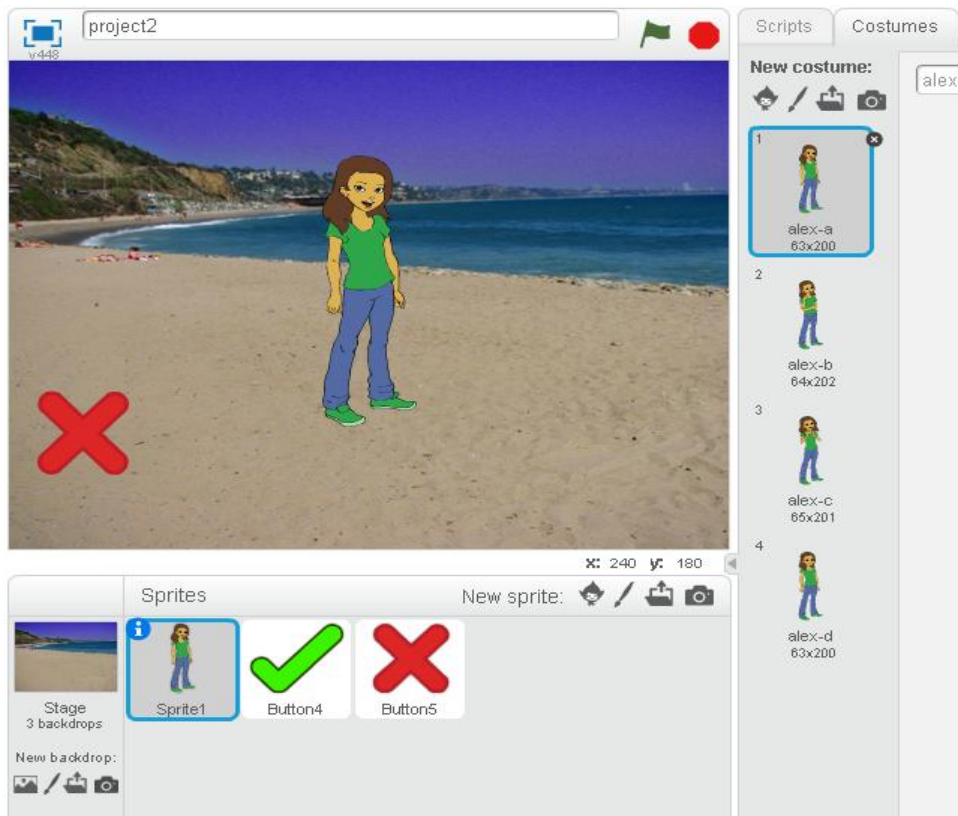 project2
v448
Scripts
Costumes
New costume:
alex
1
alex-a
63x200
2
alex-b
64x202
3
alex-c
65x201
4
alex-d
63x200
x: 240 y: 180
Sprites
New sprite:
Sprite1
Button4
Button5
Stage
3 backdrops
New backdrop: